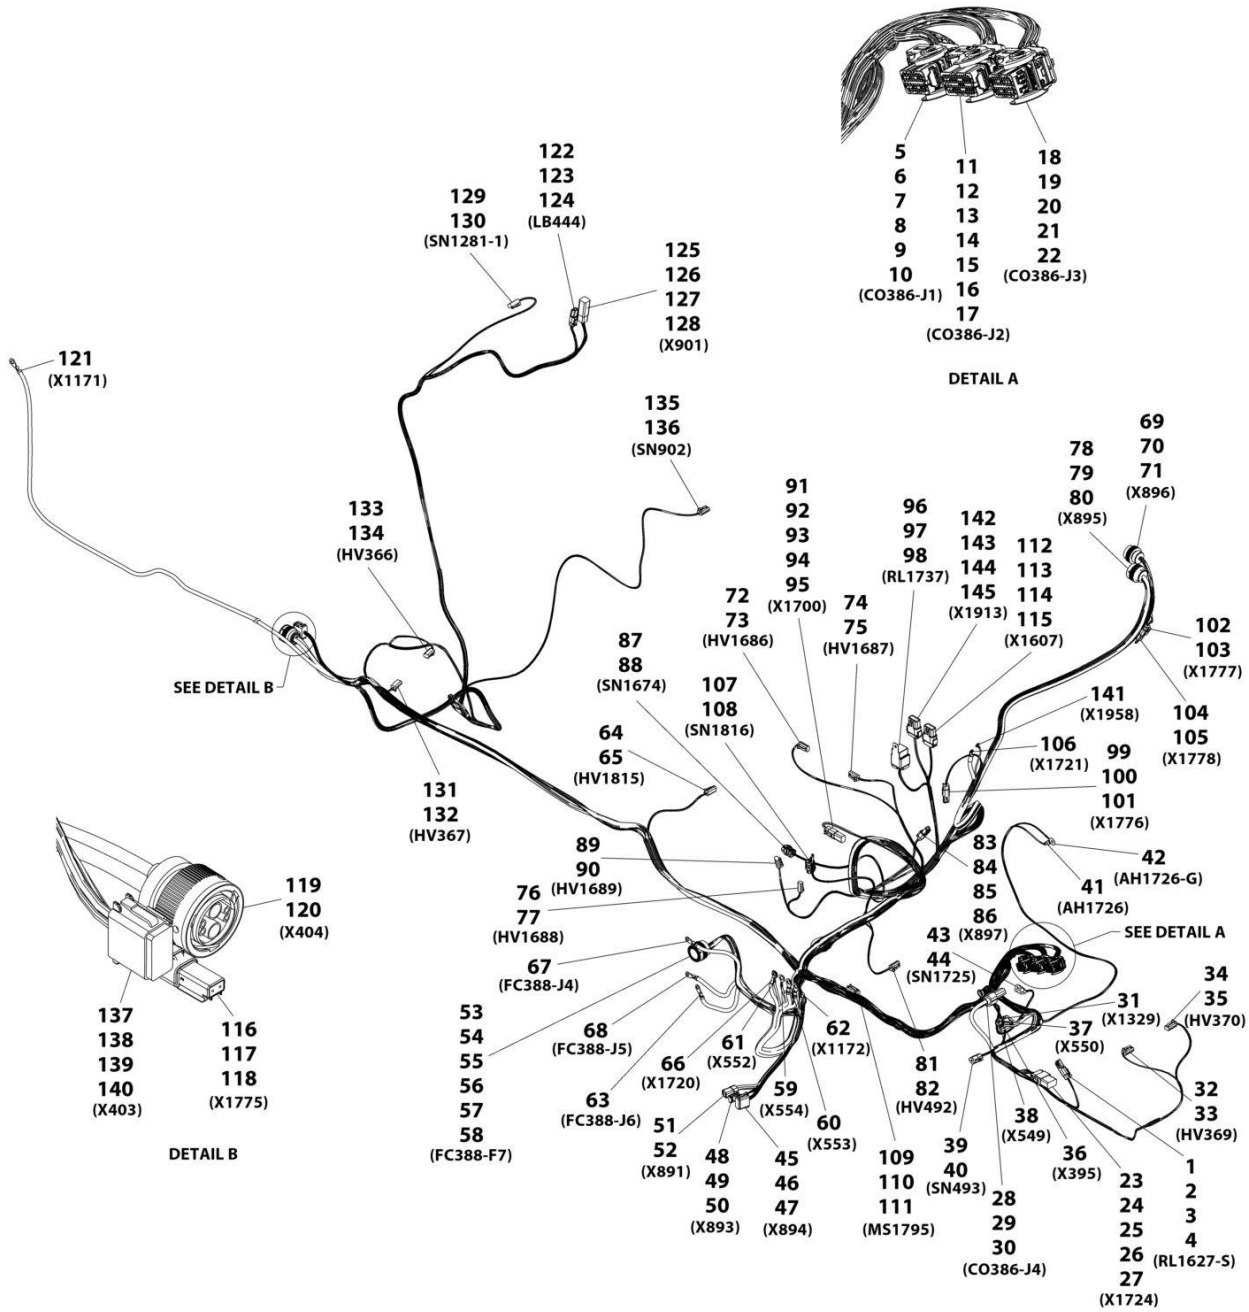 5
6
7
8
9
10
(CO386-J1)
11
12
13
14
15
16
17
(CO386-J2)
18
19
20
21
22
(CO386-J3)
DETAIL A
122
123
124
(LB444)
129
130
(SN1281-1)
125
126
127
128
(X901)
121
(X1171)
135
136
(SN902)
133
134
(HV366)
SEE DETAIL B
131
132
(HV367)
69
70
71
(X896)
78
79
80
(X895)
91
92
93
94
95
(X1700)
96
97
98
(RL1737)
142
143
144
145
(X1913)
112
113
114
115
(X1607)
72
73
(HV1686)
74
75
(HV1687)
87
88
(SN1674)
107
108
(SN1816)
102
103
(X1777)
104
105
(X1778)
141
(X1958)
106
(X1721)
99
100
101
(X1776)
64
65
(HV1815)
89
90
(HV1689)
76
77
(HV1688)
83
84
85
86
(X897)
42
(AH1726-G)
41
(AH1726)
SEE DETAIL A
43
44
(SN1725)
34
35
(HV370)
31
(X1329)
37
(X550)
32
33
(HV369)
67
(FC388-J4)
68
(FC388-J5)
63
(FC388-J6)
53
54
55
56
57
58
(FC388-F7)
61
(X552)
66
(X1720)
62
(X1172)
59
(X554)
60
(X553)
81
82
(HV492)
51
52
(X891)
48
49
50
(X893)
45
46
47
(X894)
109
110
111
(MS1795)
39
40
(SN493)
38
(X549)
36
(X395)
28
29
30
(CO386-J4)
23
24
25
26
27
(X1724)
1
2
3
4
(RL1627-S)
119
120
(X404)
137
138
139
140
(X403)
116
117
118
(X1775)
DETAIL B